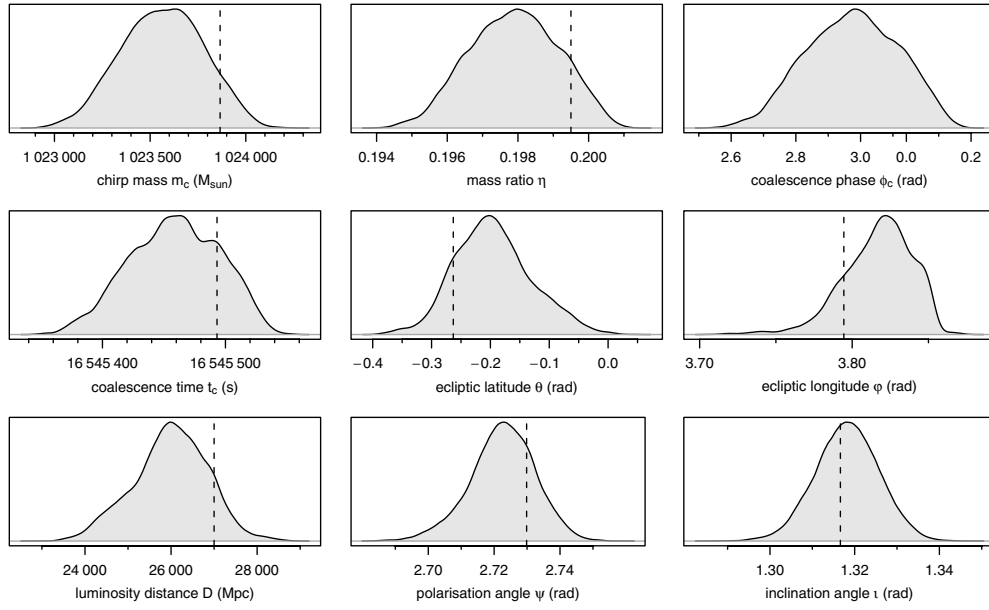 1 023 000 1 023 500 1 024 000
chirp mass m_c (M_sun)
0.194 0.196 0.198 0.200
mass ratio η
2.6 2.8 3.0 0.0 0.2
coalescence phase ϕ_c (rad)
16 545 400 16 545 500
coalescence time t_c (s)
−0.4 −0.3 −0.2 −0.1 0.0
ecliptic latitude θ (rad)
3.70 3.80
ecliptic longitude φ (rad)
24 000 26 000 28 000
luminosity distance D (Mpc)
2.70 2.72 2.74
polarisation angle ψ (rad)
1.30 1.32 1.34
inclination angle ι (rad)